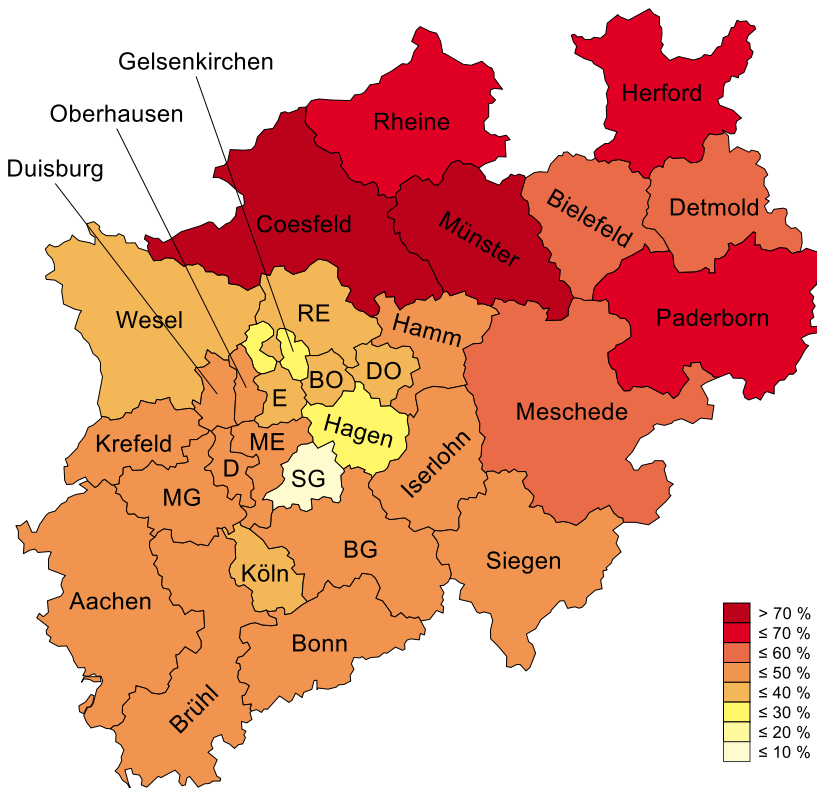 Gelsenkirchen
Oberhausen
Duisburg
Rheine
Herford
Coesfeld
Münster
Bielefeld
Detmold
Wesel
RE
Hamm
Paderborn
BO
DO
E
Meschede
Krefeld
ME
Hagen
D
SG
Iserlohn
MG
BG
Siegen
Köln
Aachen
Bonn
Brühl
> 70 %
≤ 70 %
≤ 60 %
≤ 50 %
≤ 40 %
≤ 30 %
≤ 20 %
≤ 10 %